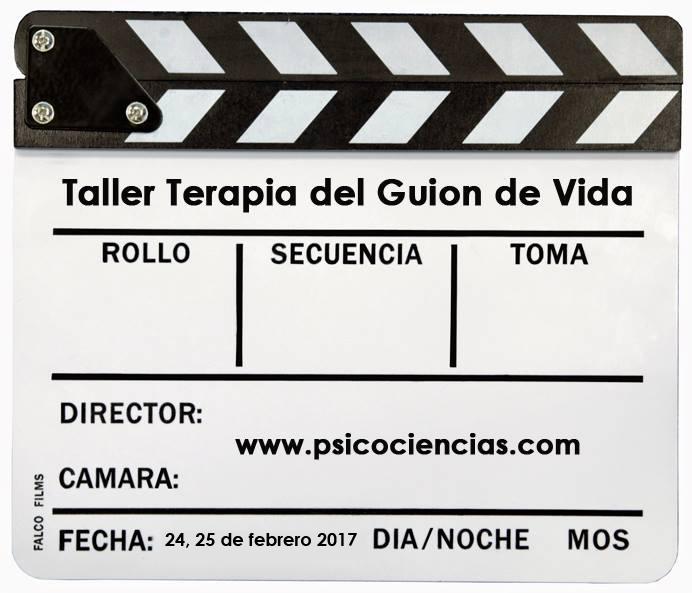 Taller Terapia del Guion de Vida
ROLLO SECUENCIA TOMA
DIRECTOR:
www.psicociencias.com
CAMARA:
FALCO FILMS
FECHA: 24, 25 de febrero 2017 DIA/NOCHE MOS